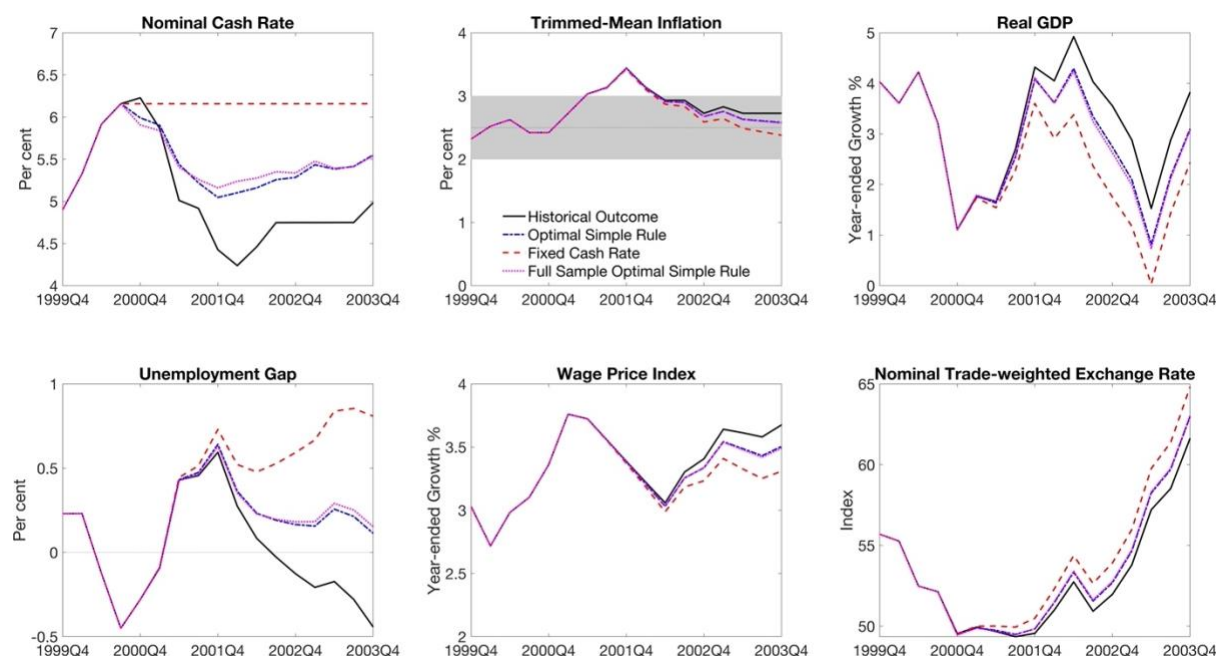 Nominal Cash Rate
Per cent
7
6.5
6
5.5
5
4.5
4
1999Q4 2000Q4 2001Q4 2002Q4 2003Q4
Trimmed-Mean Inflation
Per cent
4
3
2
1
0
Historical Outcome
Optimal Simple Rule
Fixed Cash Rate
Full Sample Optimal Simple Rule
1999Q4 2000Q4 2001Q4 2002Q4 2003Q4
Real GDP
Year-ended Growth %
5
4
3
2
1
0
1999Q4 2000Q4 2001Q4 2002Q4 2003Q4
Unemployment Gap
Per cent
1
0.5
0
-0.5
1999Q4 2000Q4 2001Q4 2002Q4 2003Q4
Wage Price Index
Year-ended Growth %
4
3.5
3
2.5
2
1999Q4 2000Q4 2001Q4 2002Q4 2003Q4
Nominal Trade-weighted Exchange Rate
Index
65
60
55
50
1999Q4 2000Q4 2001Q4 2002Q4 2003Q4